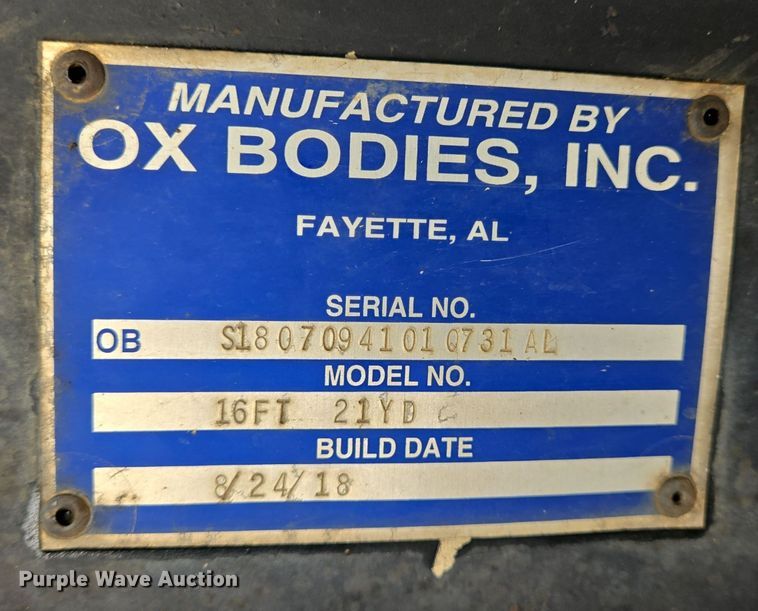 MANUFACTURED BY
OX BODIES, INC.
FAYETTE, AL
SERIAL NO.
OB S1807094101Q731AL
MODEL NO.
16FT 21YD
BUILD DATE
8/24/18
Purple Wave Auction